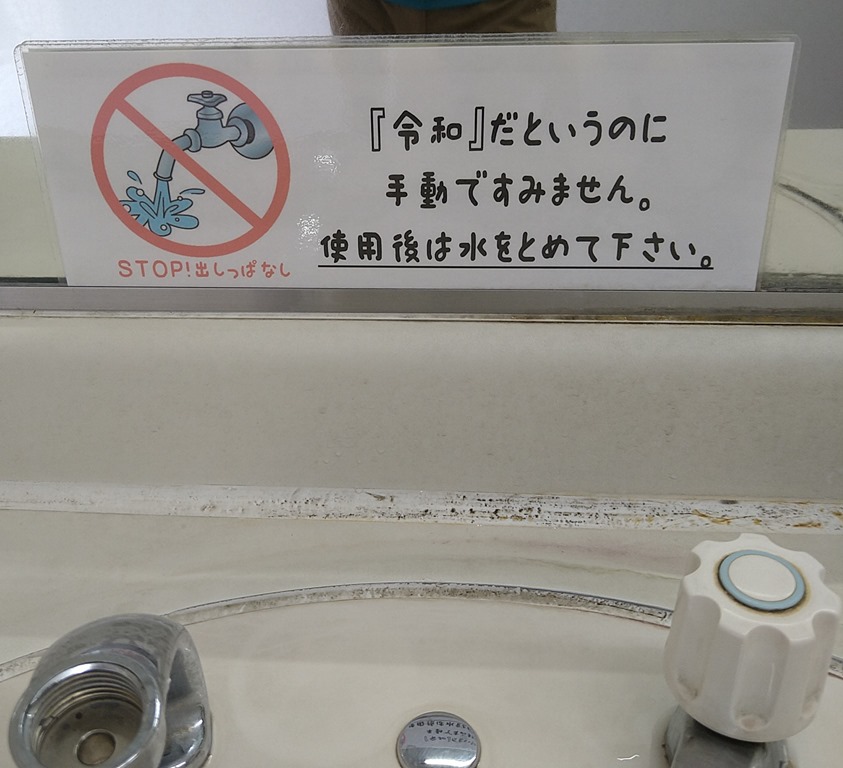 『令和』だというのに
手動ですみません。
使用後は水をとめて下さい。
STOP!出しっぱなし